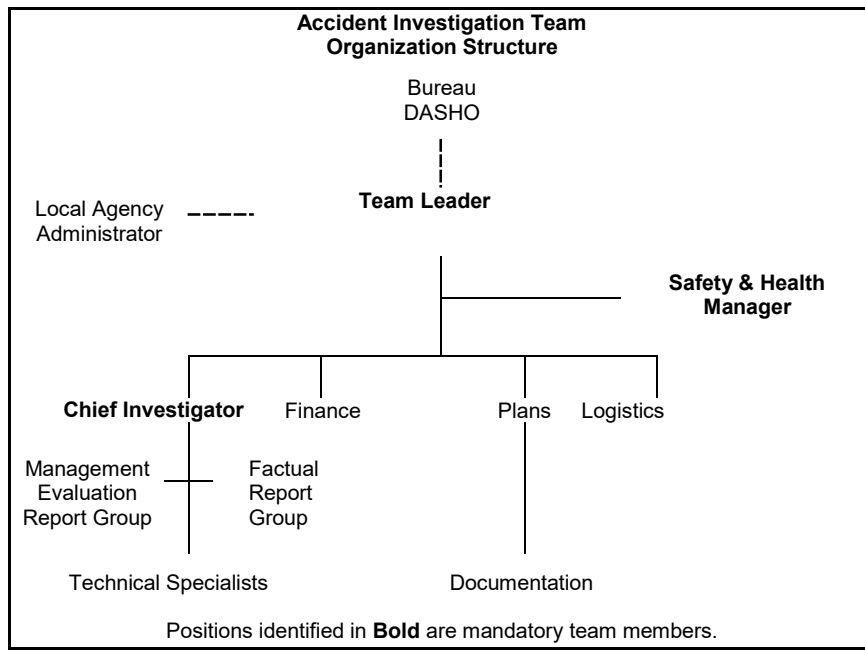 Accident Investigation Team
Organization Structure
Bureau
DASHO
Team Leader
Local Agency
Administrator
Safety & Health
Manager
Chief Investigator
Finance
Plans
Logistics
Management
Evaluation
Report Group
Factual
Report
Group
Technical Specialists
Documentation
Positions identified in Bold are mandatory team members.